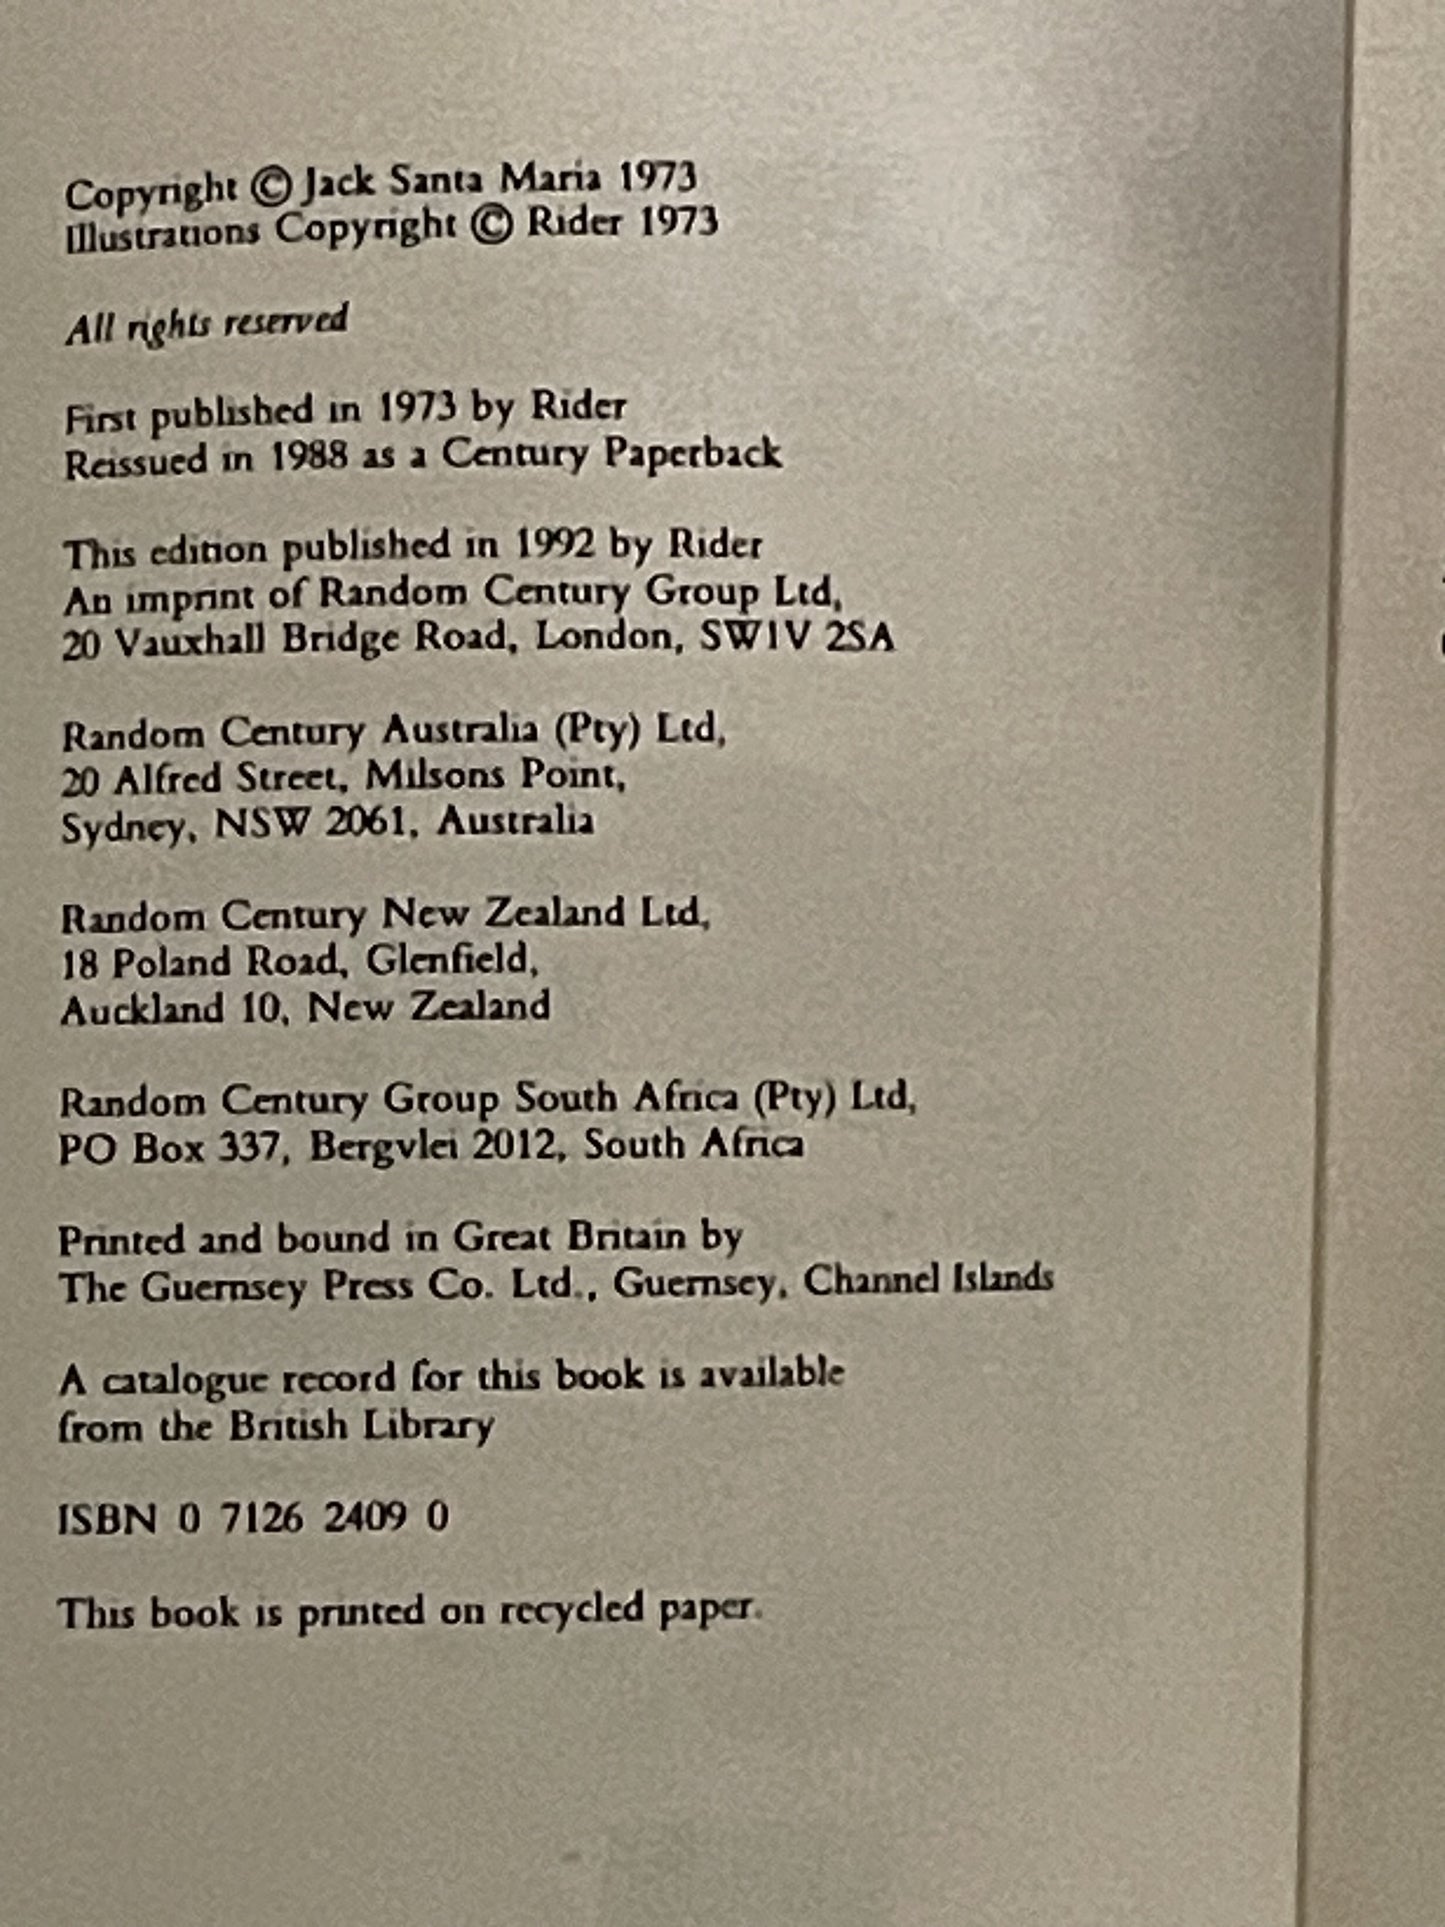 Copyright © Jack Santa Maria 1973
Illustrations Copyright © Rider 1973
All rights reserved
First published in 1973 by Rider
Reissued in 1988 as a Century Paperback
This edition published in 1992 by Rider
An imprint of Random Century Group Ltd,
20 Vauxhall Bridge Road, London, SW1V 2SA
Random Century Australia (Pty) Ltd,
20 Alfred Street, Milsons Point,
Sydney, NSW 2061, Australia
Random Century New Zealand Ltd,
18 Poland Road, Glenfield,
Auckland 10, New Zealand
Random Century Group South Africa (Pty) Ltd,
PO Box 337, Bergvlei 2012, South Africa
Printed and bound in Great Britain by
The Guernsey Press Co. Ltd., Guernsey, Channel Islands
A catalogue record for this book is available
from the British Library
ISBN 0 7126 2409 0
This book is printed on recycled paper.